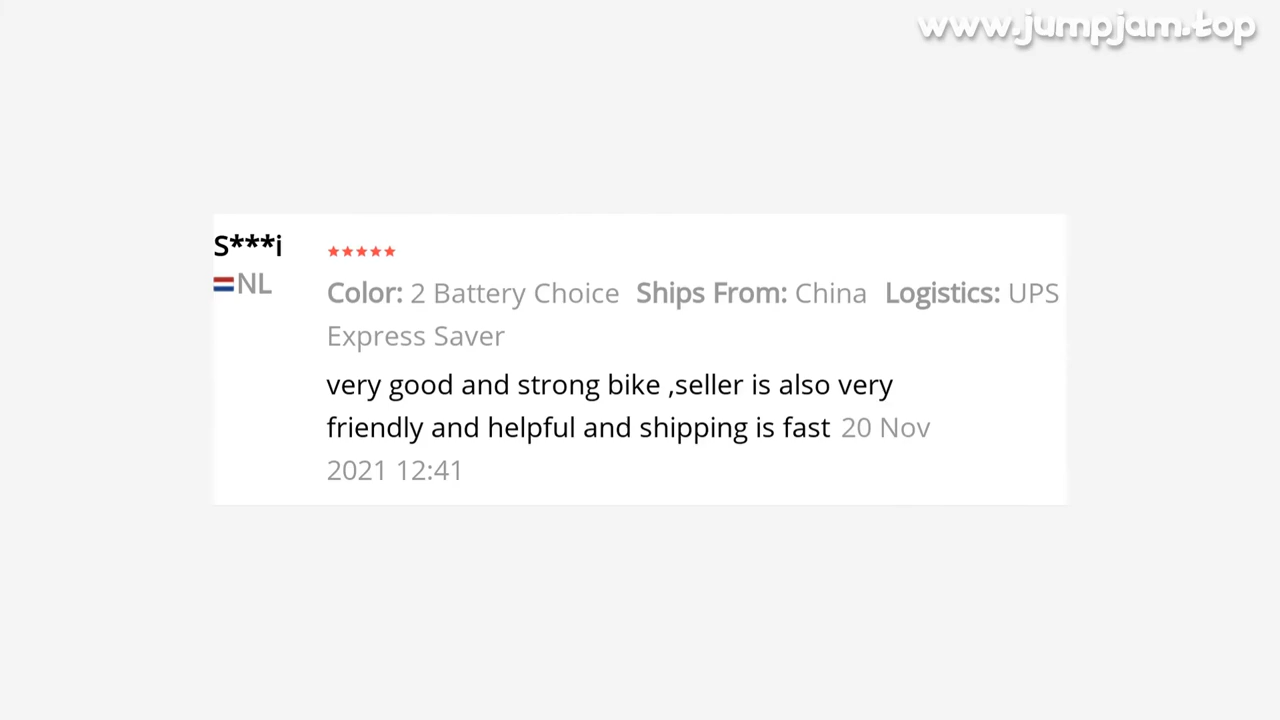 www.jumpjam.top
S***i
NL
Color: 2 Battery Choice Ships From: China Logistics: UPS
Express Saver
very good and strong bike ,seller is also very
friendly and helpful and shipping is fast 20 Nov
2021 12:41